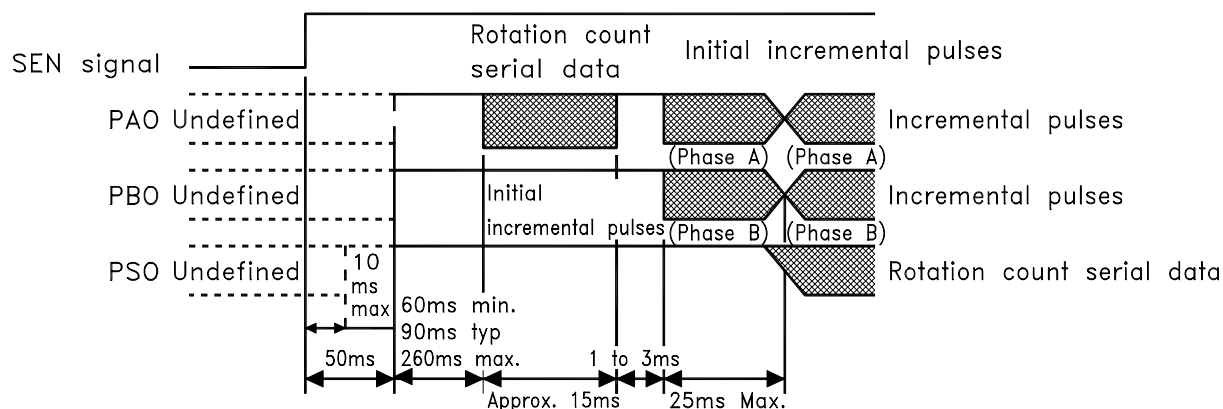 SEN signal
Rotation count
serial data
Initial incremental pulses
PAO Undefined
Incremental pulses
(Phase A) (Phase A)
PBO Undefined
Initial
incremental pulses
Incremental pulses
(Phase B) (Phase B)
PSO Undefined
10
ms
max
Rotation count serial data
60ms min.
90ms typ
260ms max.
50ms
1 to 3ms
Approx. 15ms
25ms Max.